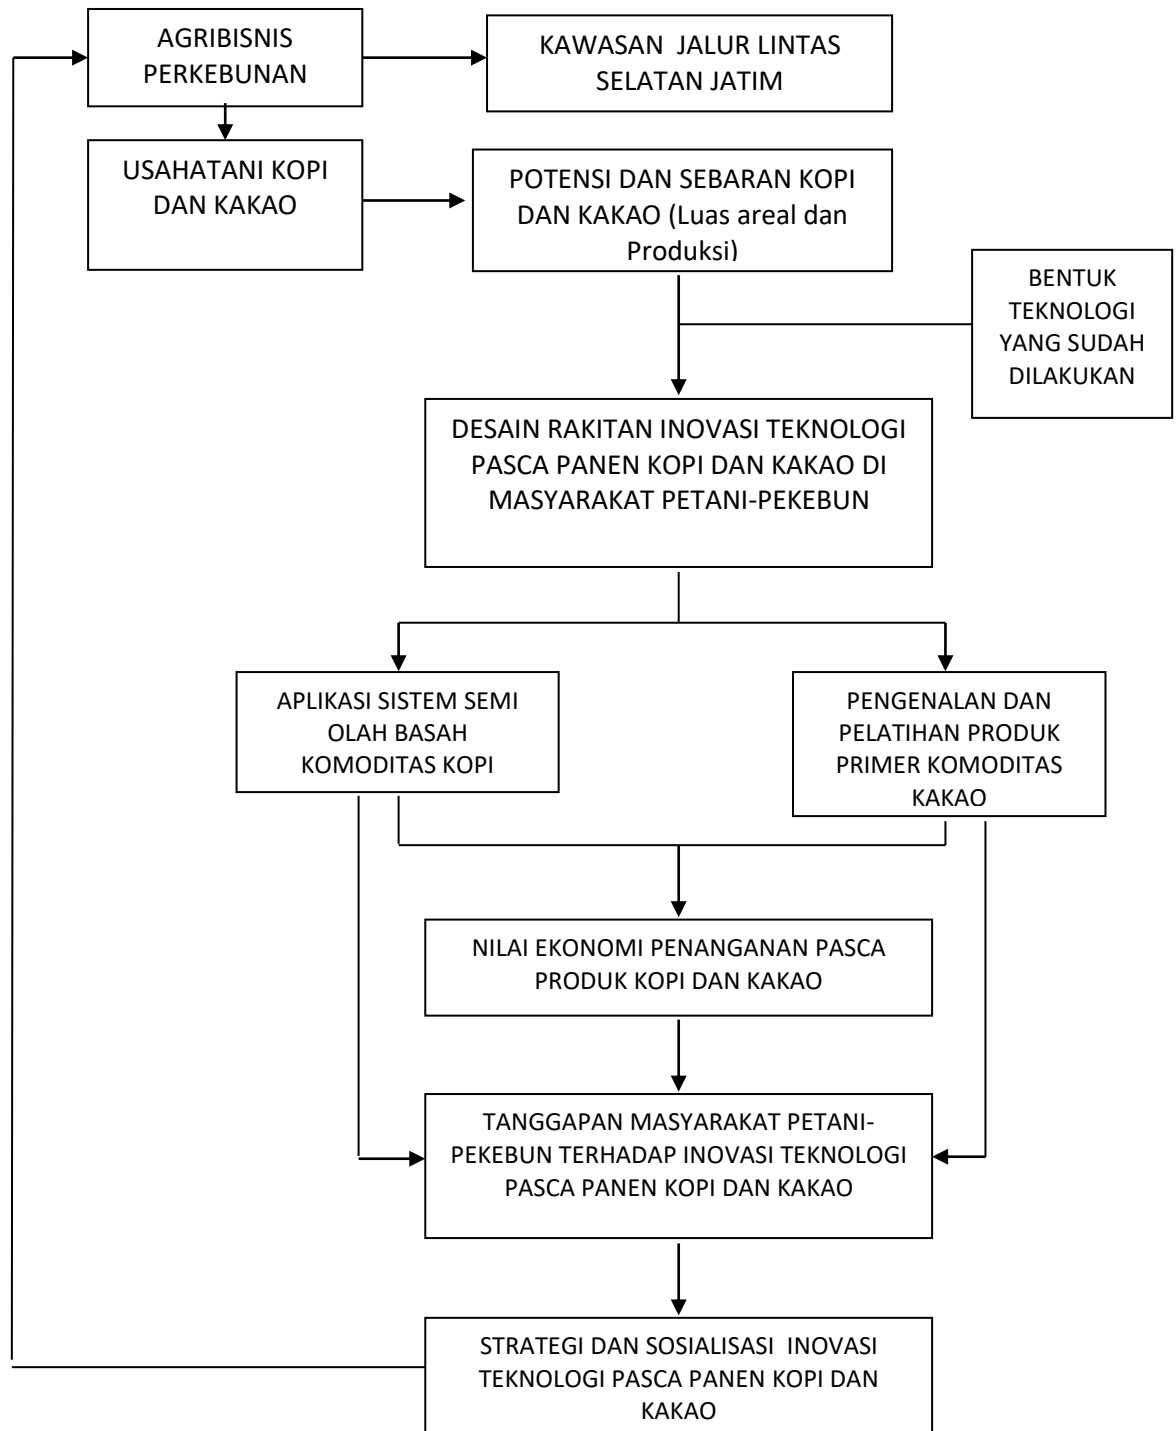 AGRIBISNIS
PERKEBUNAN
KAWASAN JALUR LINTAS
SELATAN JATIM
USAHATANI KOPI
DAN KAKAO
POTENSI DAN SEBARAN KOPI
DAN KAKAO (Luas areal dan
Produksi)
BENTUK
TEKNOLOGI
YANG SUDAH
DILAKUKAN
DESAIN RAKITAN INOVASI TEKNOLOGI
PASCA PANEN KOPI DAN KAKAO DI
MASYARAKAT PETANI-PEKEBUN
APLIKASI SISTEM SEMI
OLAH BASAH
KOMODITAS KOPI
PENGENALAN DAN
PELATIHAN PRODUK
PRIMER KOMODITAS
KAKAO
NILAI EKONOMI PENANGANAN PASCA
PRODUK KOPI DAN KAKAO
TANGGAPAN MASYARAKAT PETANI-
PEKEBUN TERHADAP INOVASI TEKNOLOGI
PASCA PANEN KOPI DAN KAKAO
STRATEGI DAN SOSIALISASI INOVASI
TEKNOLOGI PASCA PANEN KOPI DAN
KAKAO